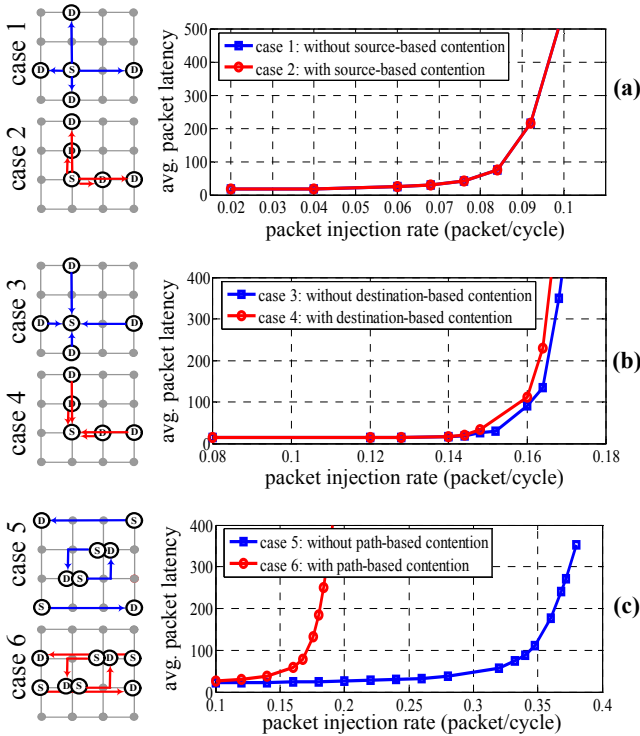 case 1
D
D S D
D
case 2
D
D
S D D
500
400
300
200
100
0
avg. packet latency
case 1: without source-based contention
case 2: with source-based contention
0.02 0.03 0.04 0.05 0.06 0.07 0.08 0.09 0.1
packet injection rate (packet/cycle)
(a)
case 3
D
D S D
D
case 4
D
D
S D D
400
300
200
100
0
avg. packet latency
case 3: without destination-based contention
case 4: with destination-based contention
0.08 0.1 0.12 0.14 0.16 0.18
packet injection rate (packet/cycle)
(b)
case 5
D S
S D
D S
S D
case 6
D S D S
S D S D
400
300
200
100
0
avg. packet latency
case 5: without path-based contention
case 6: with path-based contention
0.1 0.15 0.2 0.25 0.3 0.35 0.4
packet injection rate (packet/cycle)
(c)